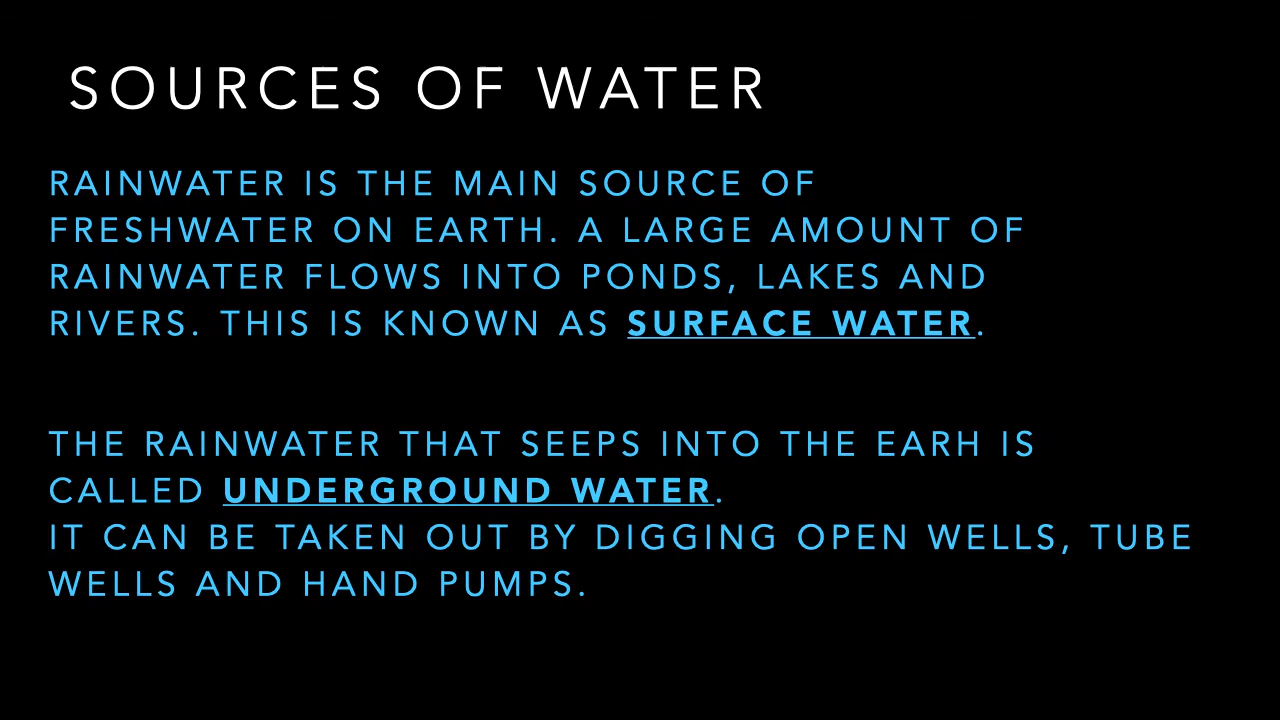 SOURCES OF WATER
RAINWATER IS THE MAIN SOURCE OF
FRESHWATER ON EARTH. A LARGE AMOUNT OF
RAINWATER FLOWS INTO PONDS, LAKES AND
RIVERS. THIS IS KNOWN AS SURFACE WATER.
THE RAINWATER THAT SEEPS INTO THE EARH IS
CALLED UNDERGROUND WATER.
IT CAN BE TAKEN OUT BY DIGGING OPEN WELLS, TUBE
WELLS AND HAND PUMPS.